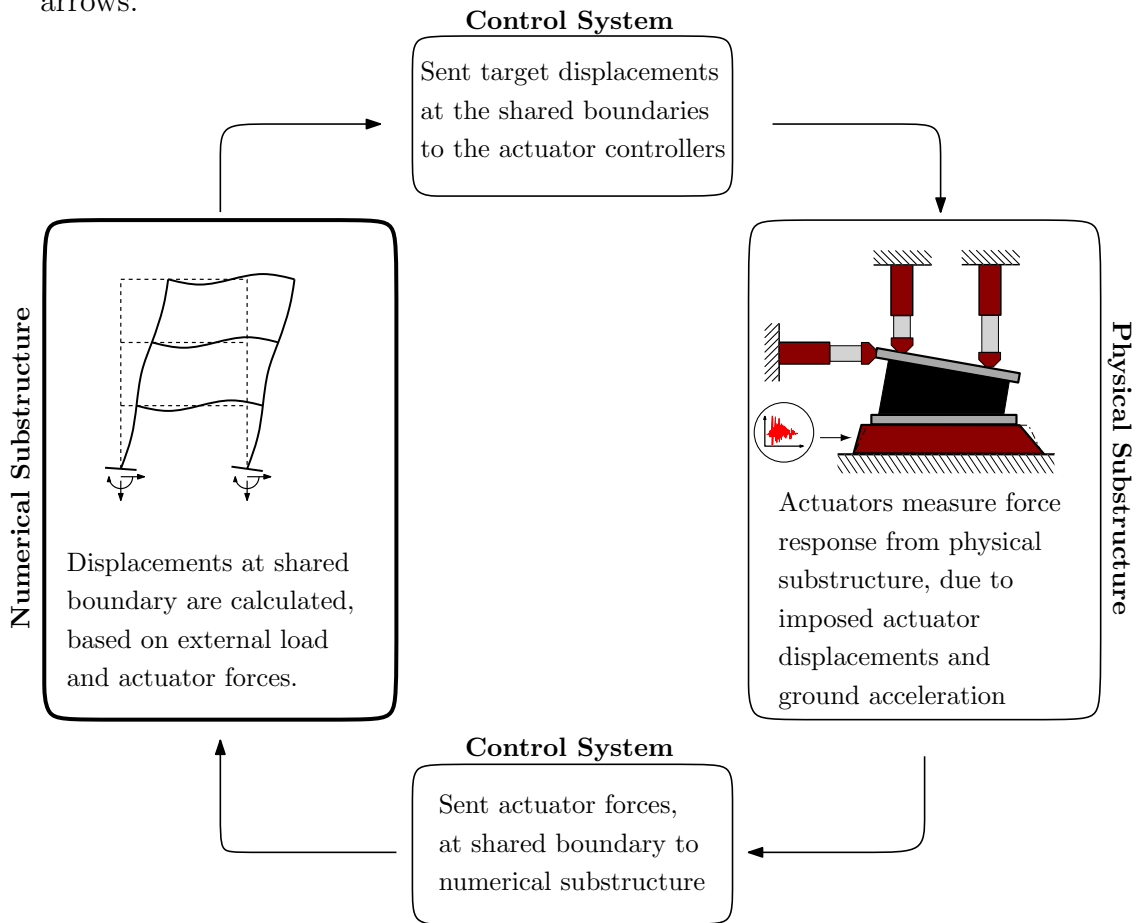 arrows.
Control System
Sent target displacements
at the shared boundaries
to the actuator controllers
Numerical Substructure
Displacements at shared
boundary are calculated,
based on external load
and actuator forces.
Physical Substructure
Actuators measure force
response from physical
substructure, due to
imposed actuator
displacements and
ground acceleration
Control System
Sent actuator forces,
at shared boundary to
numerical substructure